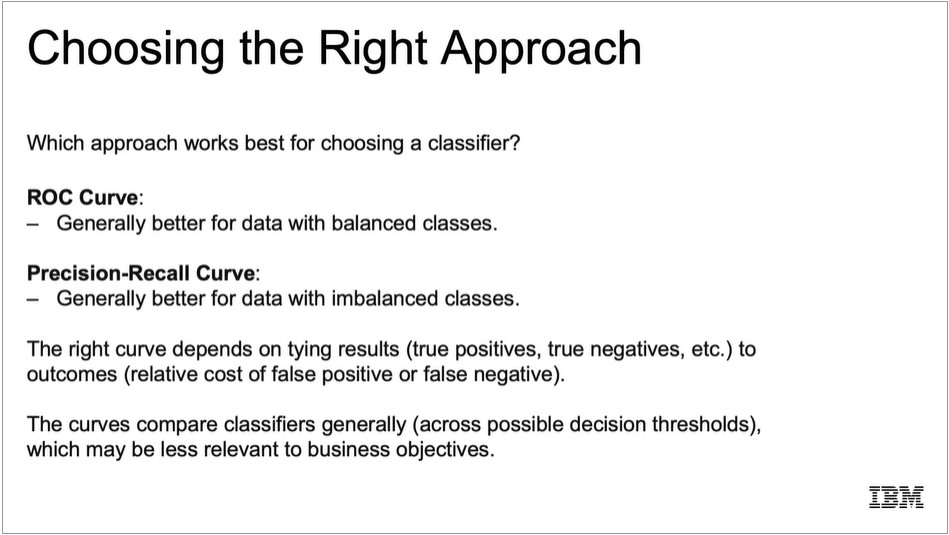 Choosing the Right Approach
Which approach works best for choosing a classifier?
ROC Curve:
– Generally better for data with balanced classes.
Precision-Recall Curve:
– Generally better for data with imbalanced classes.
The right curve depends on tying results (true positives, true negatives, etc.) to
outcomes (relative cost of false positive or false negative).
The curves compare classifiers generally (across possible decision thresholds),
which may be less relevant to business objectives.
IBM